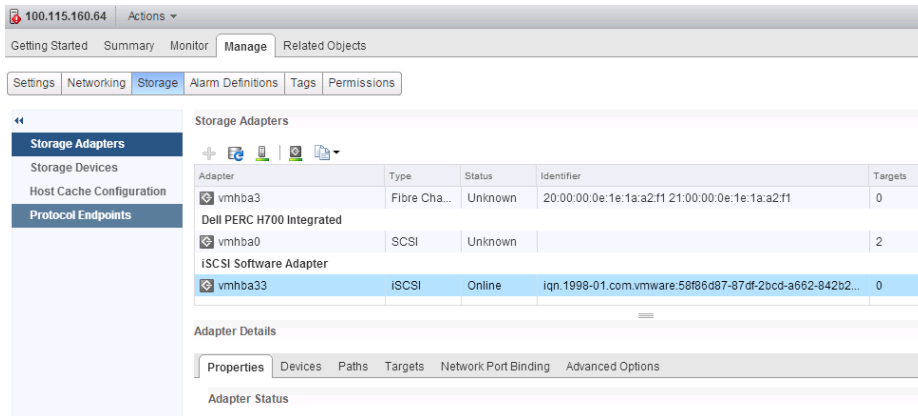 100.115.160.64 Actions
Getting Started Summary Monitor Manage Related Objects
Settings Networking Storage Alarm Definitions Tags Permissions
Storage Adapters
Storage Devices
Host Cache Configuration
Protocol Endpoints
Storage Adapters
Adapter Type Status Identifier Targets
vmhba3 Fibre Cha... Unknown 20:00:00:0e:1e:1a:a2:f1 21:00:00:0e:1e:1a:a2:f1 0
Dell PERC H700 Integrated
vmhba0 SCSI Unknown 2
iSCSI Software Adapter
vmhba33 iSCSI Online iqn.1998-01.com.vmware:58f86d87-87df-2bcd-a662-842b2... 0
Adapter Details
Properties Devices Paths Targets Network Port Binding Advanced Options
Adapter Status